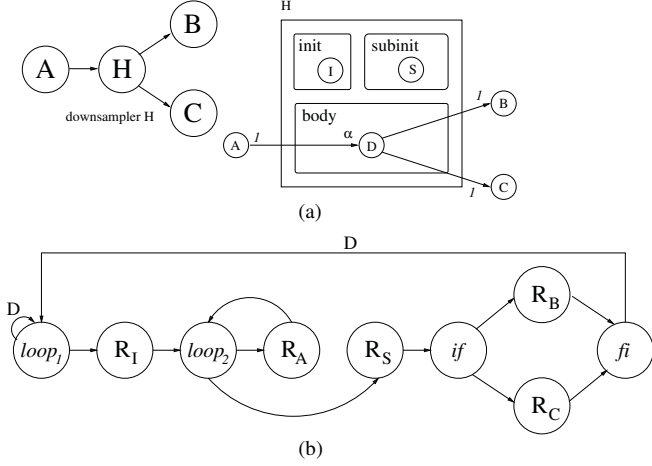 H
B
init
subinit
A
H
I
S
B
C
body
downsampler H
A
1
α
D
1
1
C
(a)
D
D
loop1
RI
loop2
RA
RS
if
RB
RC
fi
(b)